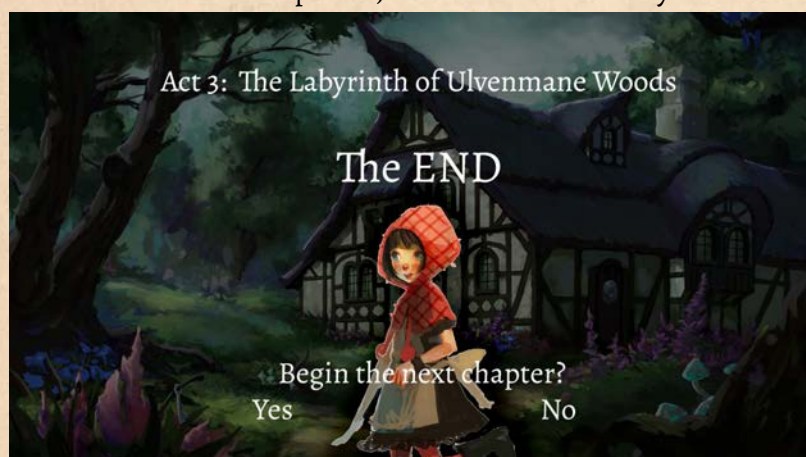 Act 3: The Labyrinth of Ulvenmane Woods
The END
Begin the next chapter?
Yes No